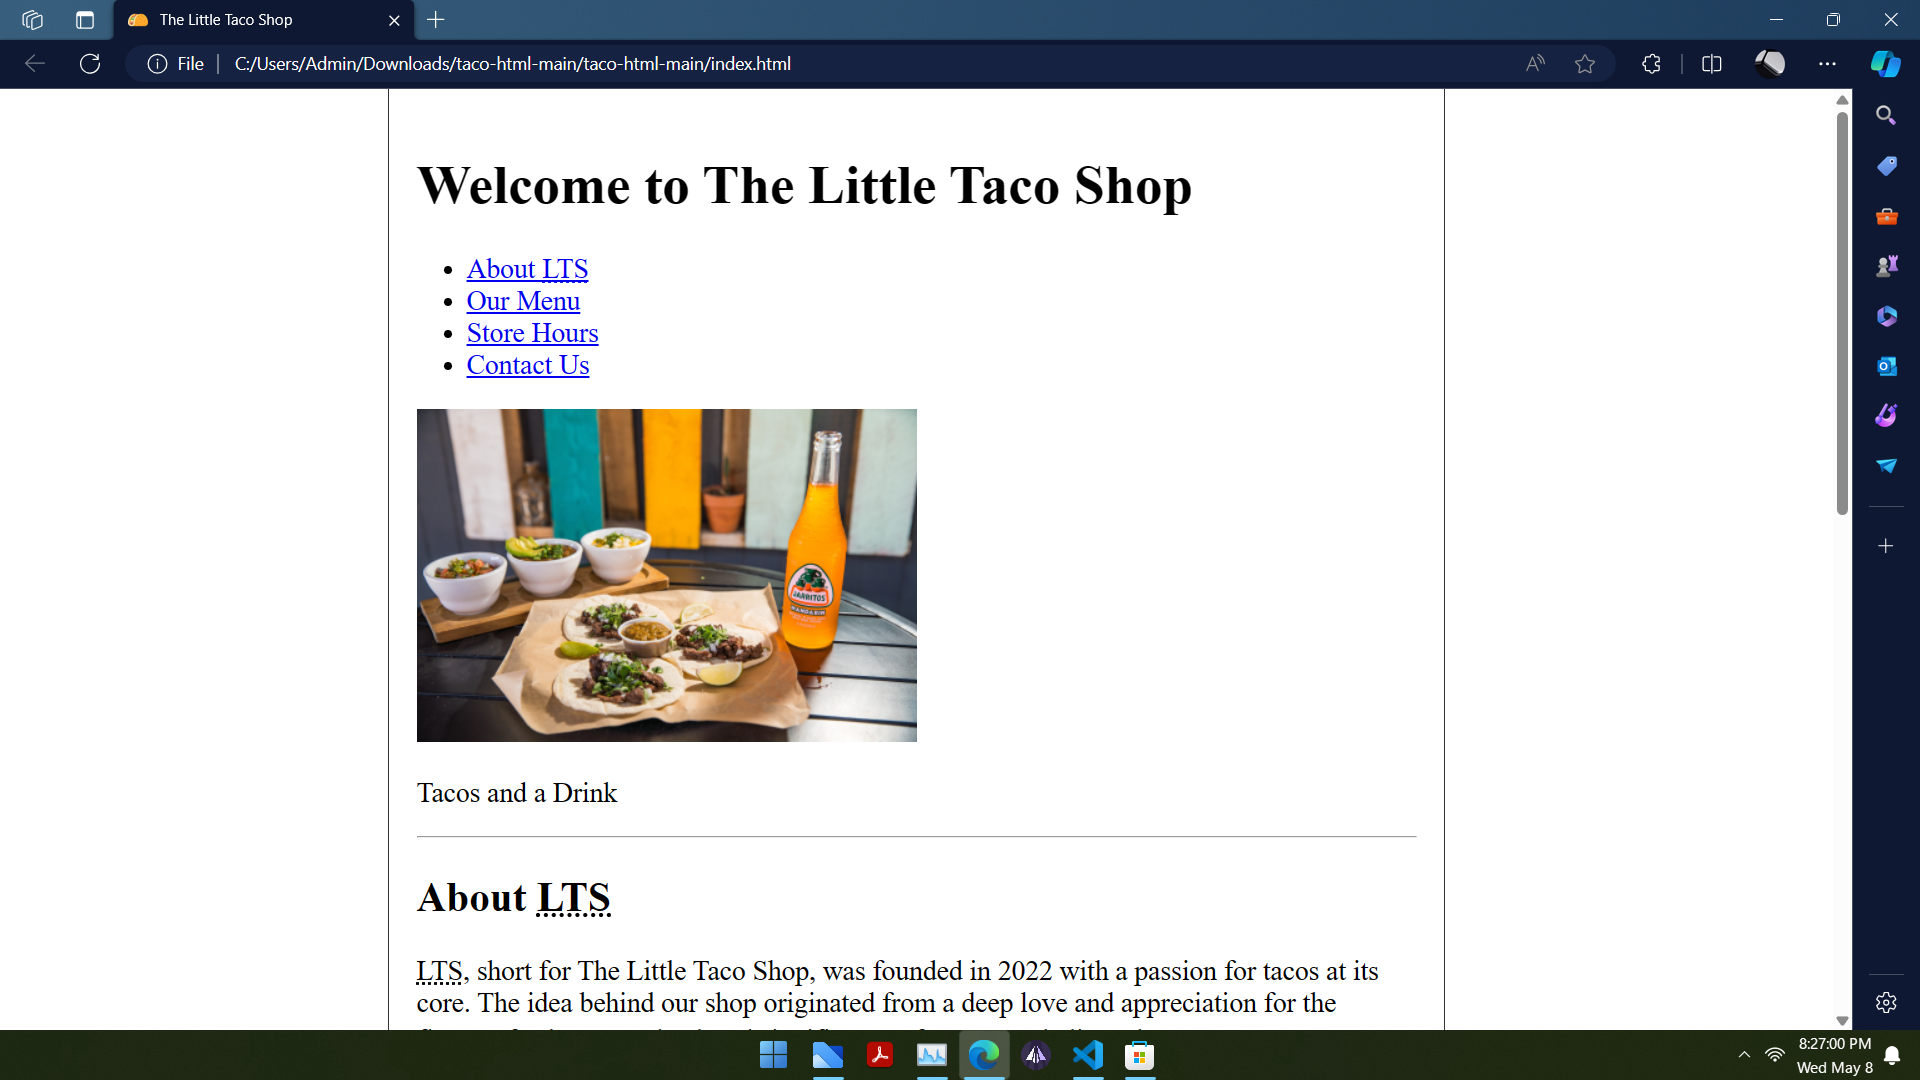 The Little Taco Shop
File
C:/Users/Admin/Downloads/taco-html-main/taco-html-main/index.html
Welcome to The Little Taco Shop
About LTS
Our Menu
Store Hours
Contact Us
JARRITOS
MANDARIN
Tacos and a Drink
About LTS
LTS, short for The Little Taco Shop, was founded in 2022 with a passion for tacos at its
core. The idea behind our shop originated from a deep love and appreciation for the
8:27:00 PM
Wed May 8